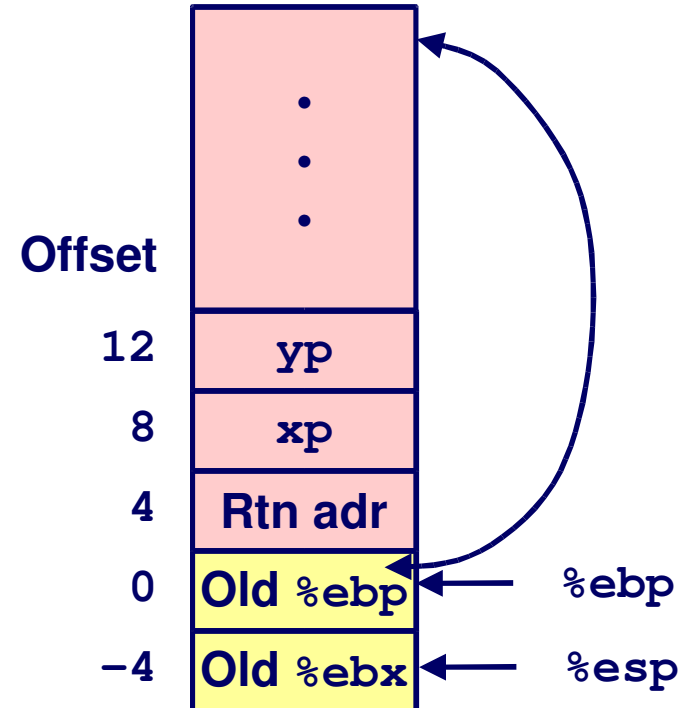 Offset
12 yp
8 xp
4 Rtn adr
0 Old %ebp %ebp
-4 Old %ebx %esp